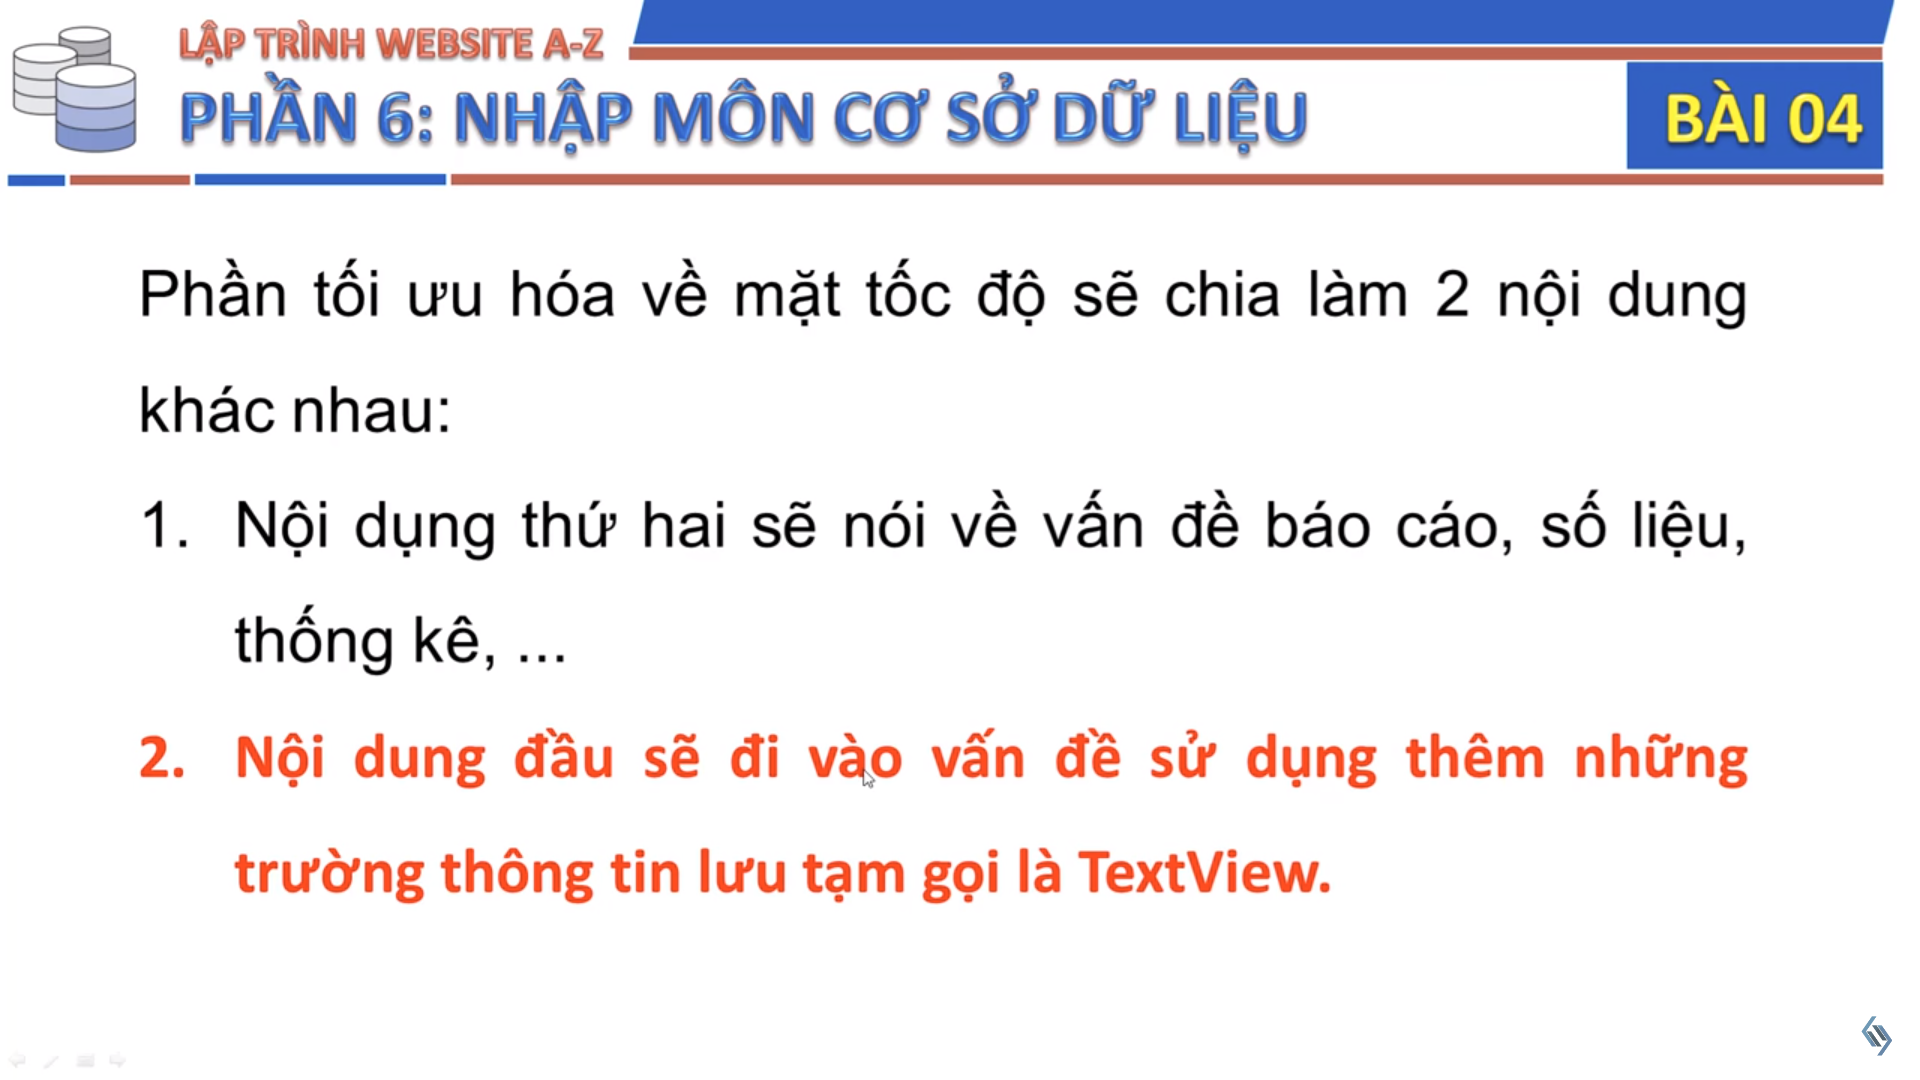 LẬP TRÌNH WEBSITE A-Z
PHẦN 6: NHẬP MÔN CƠ SỞ DỮ LIỆU
BÀI 04
Phần tối ưu hóa về mặt tốc độ sẽ chia làm 2 nội dung
khác nhau:
1. Nội dụng thứ hai sẽ nói về vấn đề báo cáo, số liệu,
thống kê, ...
2. Nội dung đầu sẽ đi vào vấn đề sử dụng thêm những
trường thông tin lưu tạm gọi là TextView.